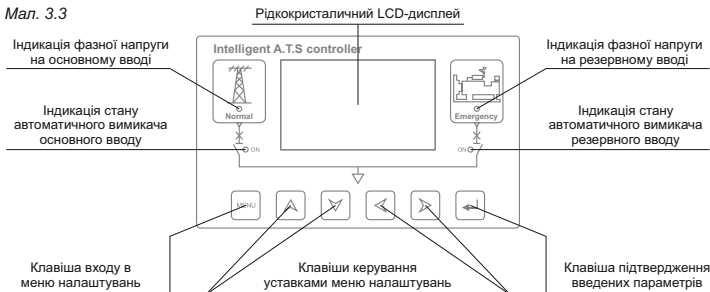 Мал. 3.3
Рідкокристаличний LCD-дисплей
Індикація фазної напруги
на основному вводі
Індикація стану
автоматичного вимикача
основного вводу
Intelligent A.T.S controller
Normal
Emergency
ON
ON
Індикація фазної напруги
на резервному вводі
Індикація стану
автоматичного вимикача
резервного вводу
MENU
Клавіша входу в
меню налаштувань
Клавіши керування
уставками меню налаштувань
Клавіша підтвердження
введених параметрів